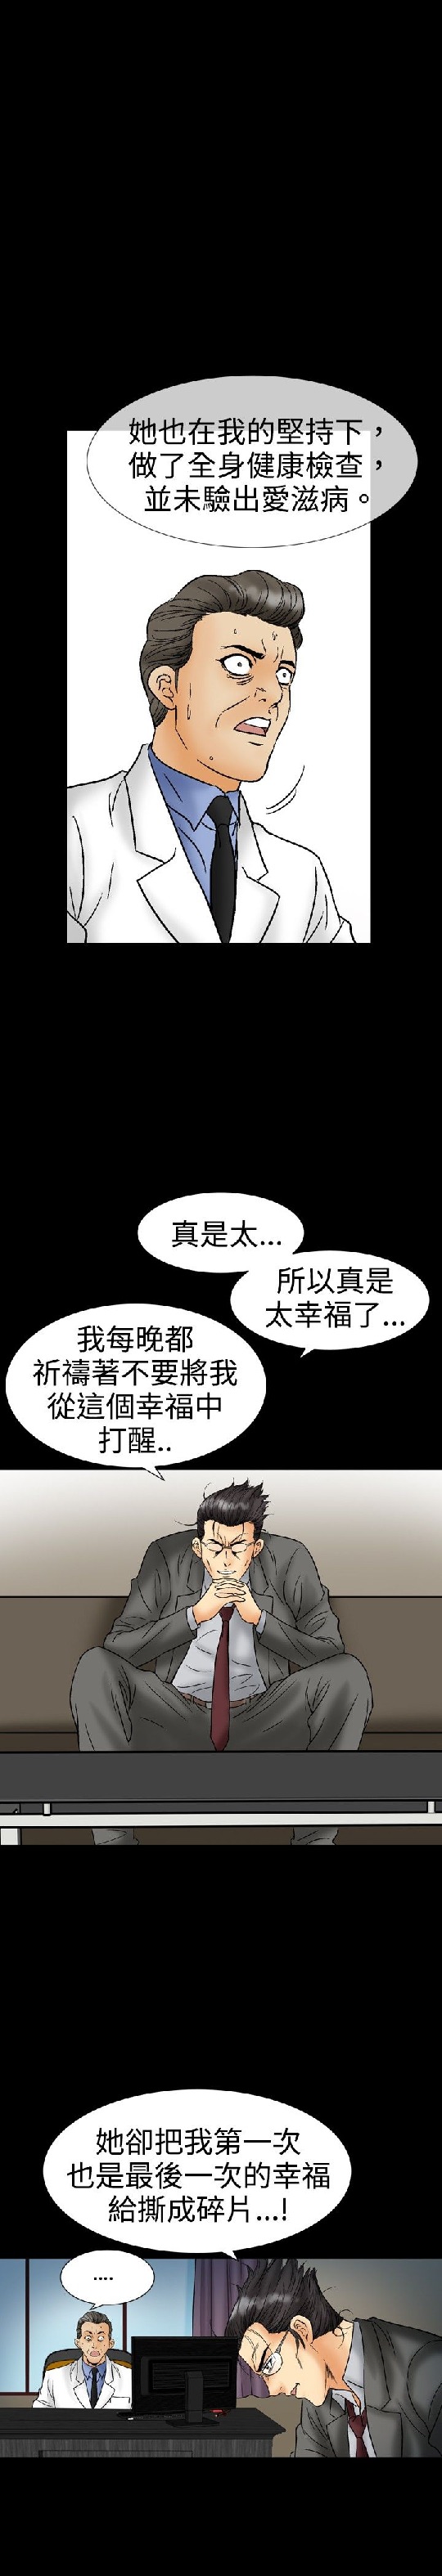 她也在我的堅持下，
做了全身健康檢查，
並未驗出愛滋病。
真是太...
所以真是
太幸福了...
我每晚都
祈禱著不要將我
從這個幸福中
打醒..
她卻把我第一次
也是最後一次的幸福
給撕成碎片...!
....